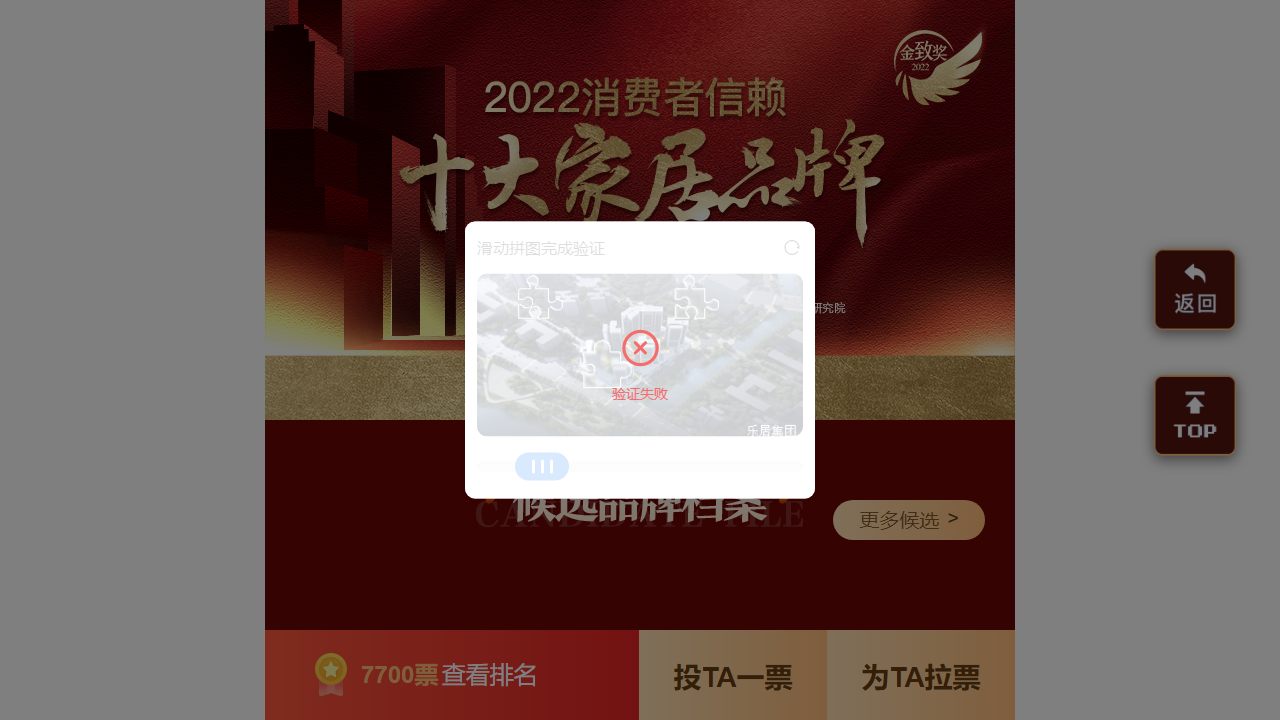 金致奖
2022
2022消费者信赖
十大家居品牌
研究院
滑动拼图完成验证
验证失败
乐居集团
候选品牌档案
CANDIDATE FILE
更多候选 >
返回
TOP
7700票 查看排名
投TA一票
为TA拉票